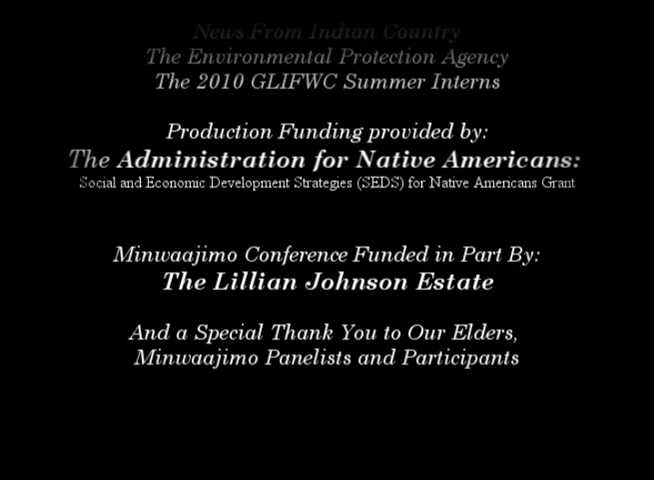 News From Indian Country
The Environmental Protection Agency
The 2010 GLIFWC Summer Interns
Production Funding provided by:
The Administration for Native Americans:
Social and Economic Development Strategies (SEDS) for Native Americans Grant
Minwaajimo Conference Funded in Part By:
The Lillian Johnson Estate
And a Special Thank You to Our Elders,
Minwaajimo Panelists and Participants